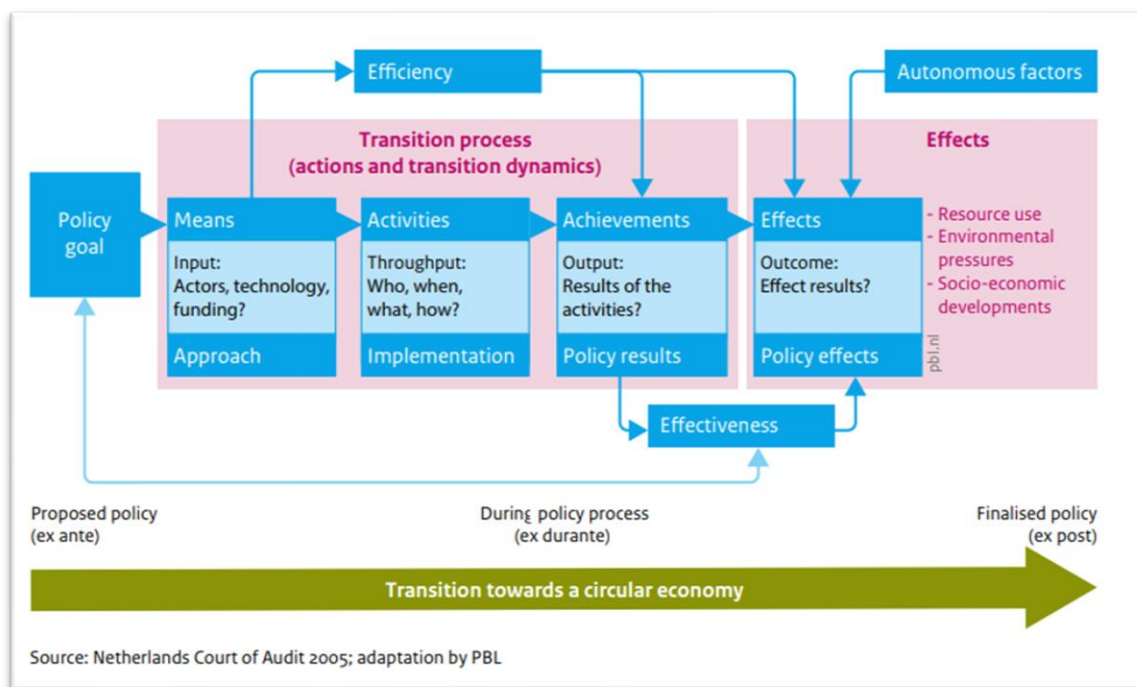 Efficiency
Autonomous factors
Transition process
(actions and transition dynamics)
Effects
Policy
goal
Means
Input:
Actors, technology,
funding?
Approach
Activities
Throughput:
Who, when,
what, how?
Implementation
Achievements
Output:
Results of the
activities?
Policy results
Effects
Outcome:
Effect results?
Policy effects
- Resource use
- Environmental
pressures
- Socio-economic
developments
pbl.nl
Effectiveness
Proposed policy
(ex ante)
During policy process
(ex durante)
Finalised policy
(ex post)
Transition towards a circular economy
Source: Netherlands Court of Audit 2005; adaptation by PBL